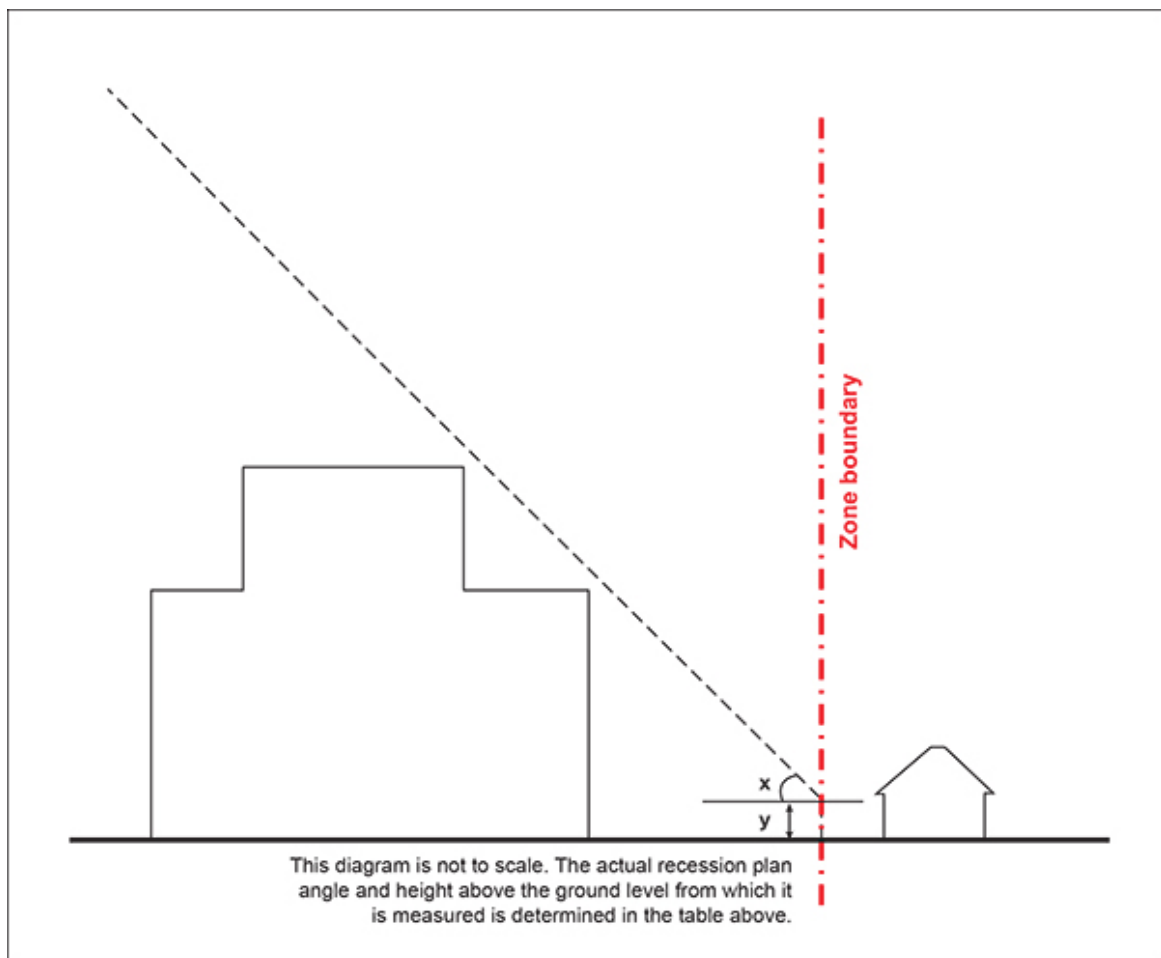 Zone boundary
x
y
This diagram is not to scale. The actual recession plan
angle and height above the ground level from which it
is measured is determined in the table above.